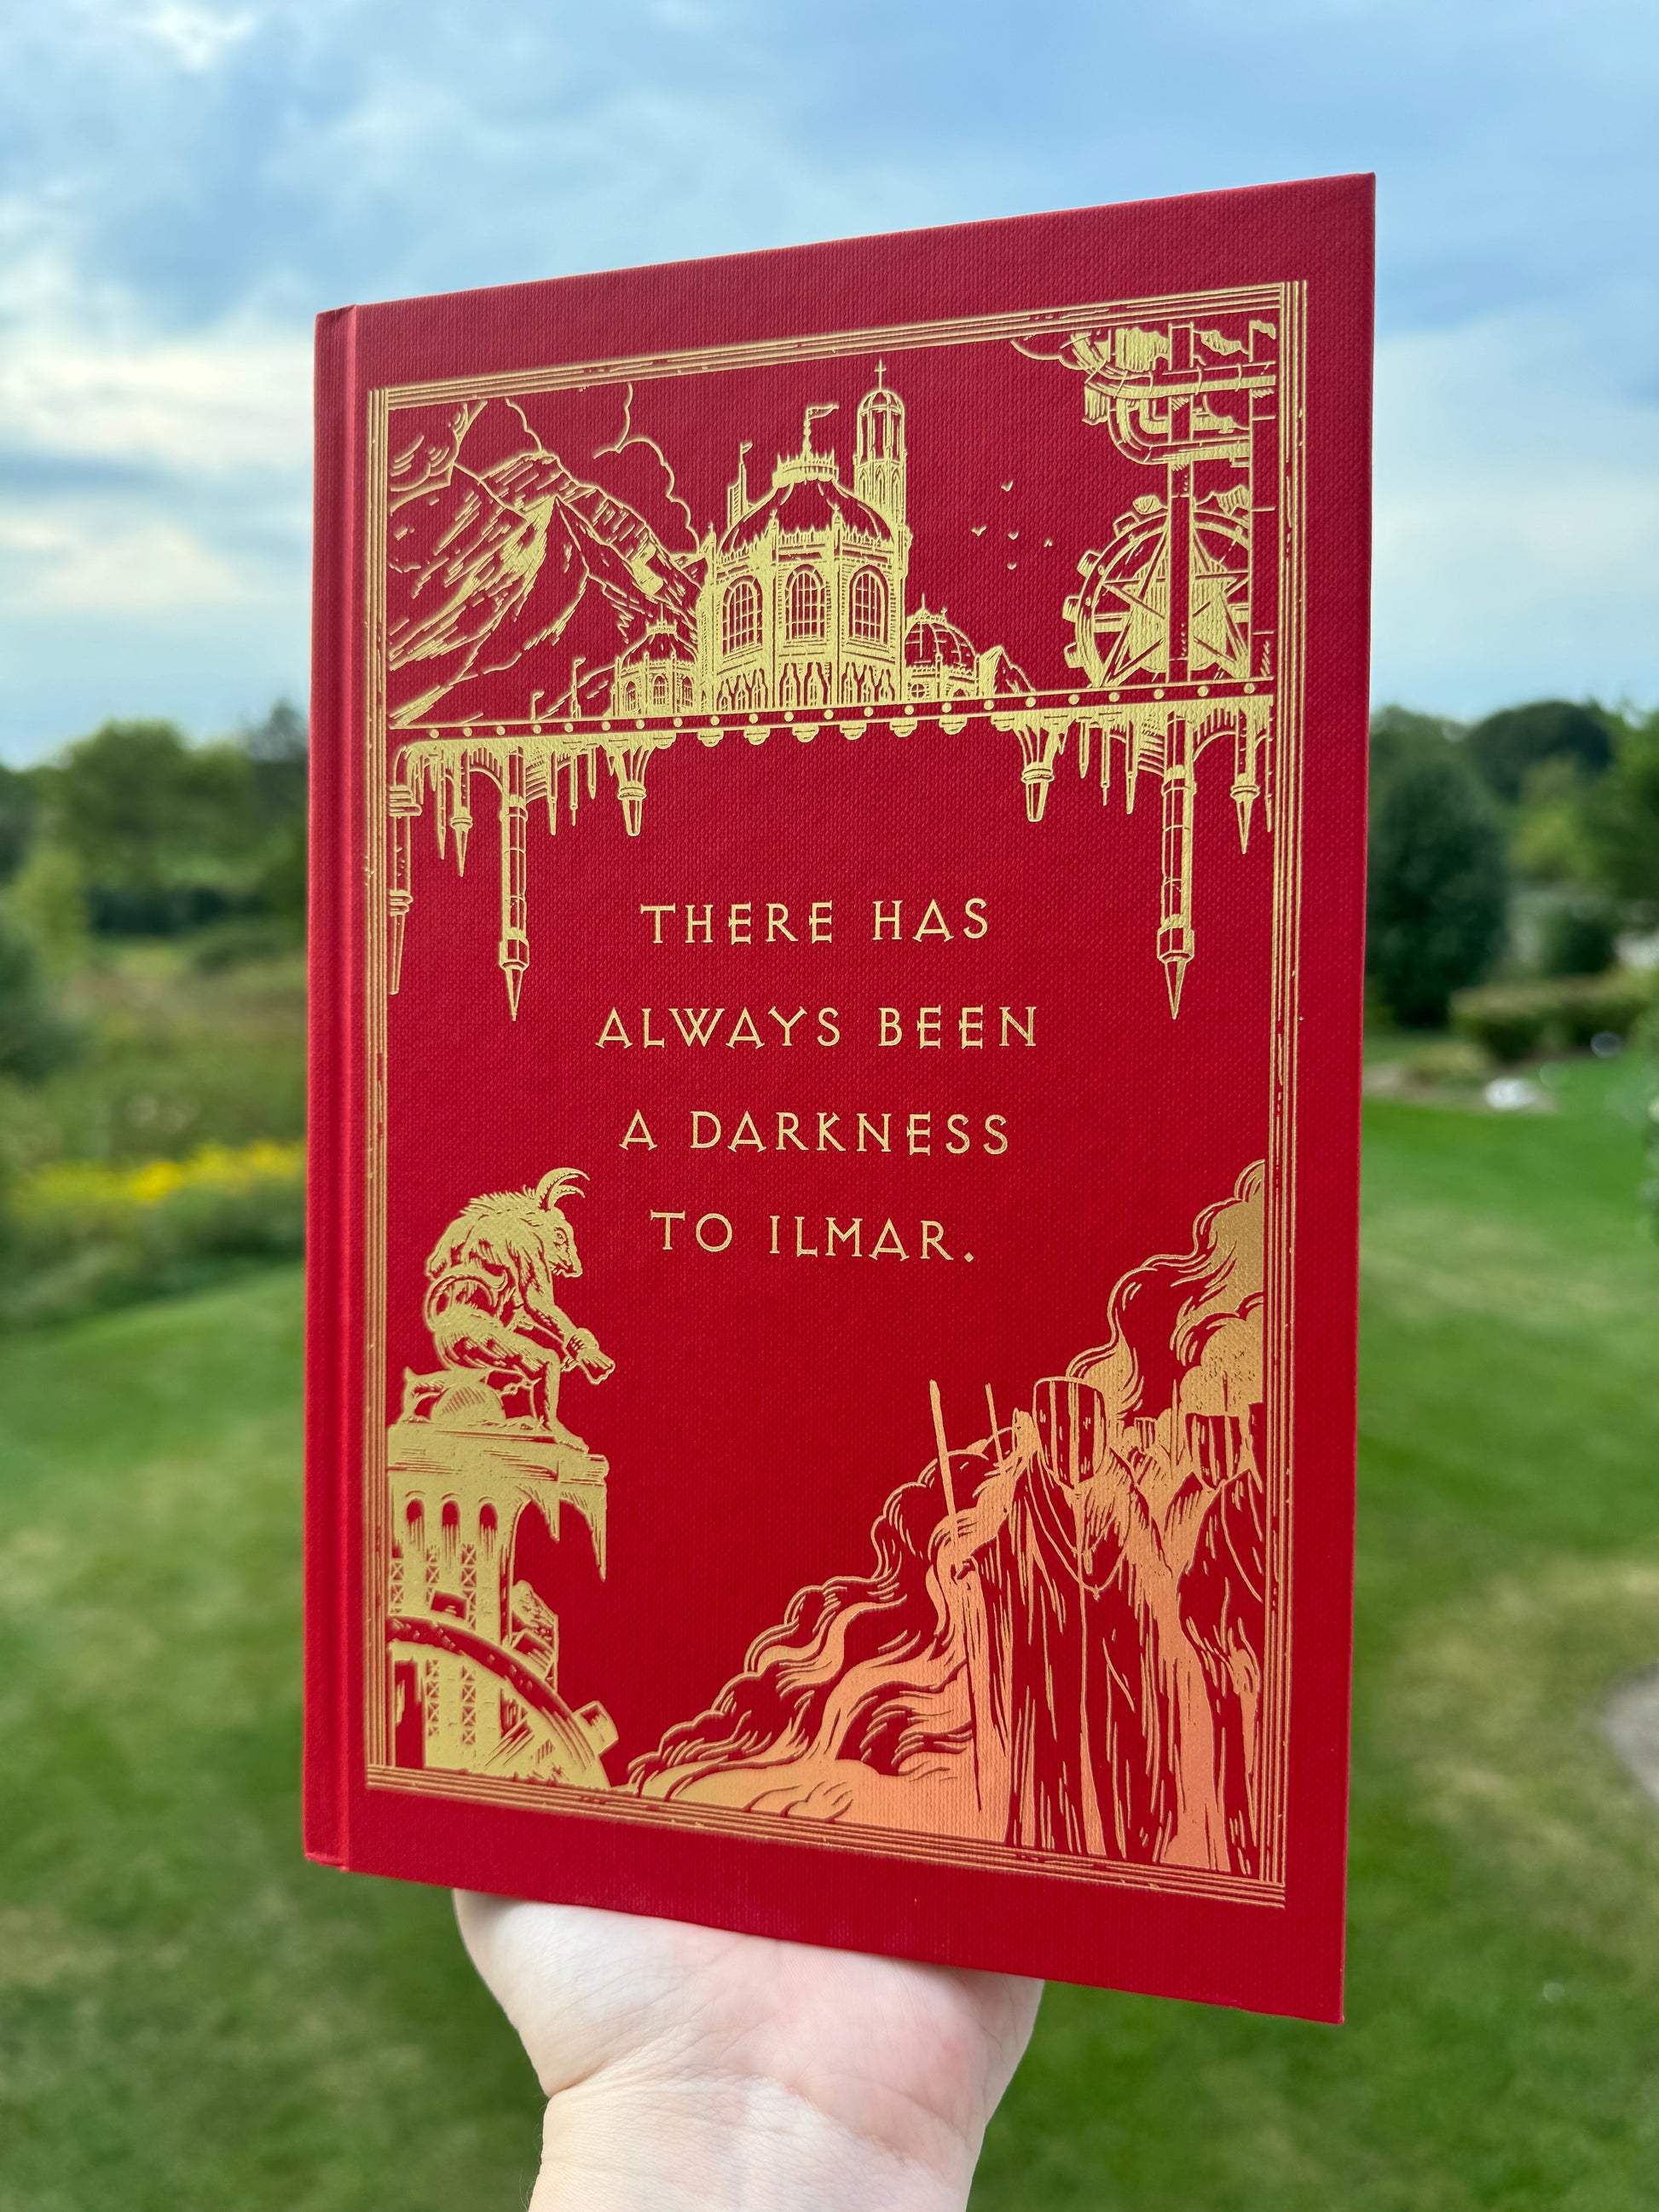 THERE HAS
ALWAYS BEEN
A DARKNESS
TO ILMAR.